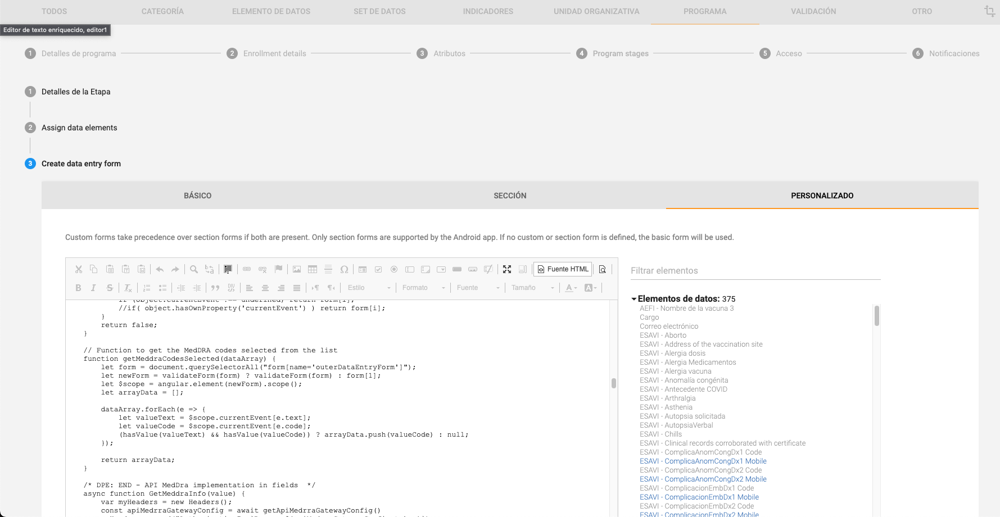 TODOS CATEGORÍA ELEMENTO DE DATOS SET DE DATOS INDICADORES UNIDAD ORGANIZATIVA PROGRAMA VALIDACIÓN OTRO
Editor de texto enriquecido, editor1
1 Detalles de programa 2 Enrollment details 3 Atributos 4 Program stages 5 Acceso 6 Notificaciones
1 Detalles de la Etapa
2 Assign data elements
3 Create data entry form
BÁSICO SECCIÓN PERSONALIZADO
Custom forms take precedence over section forms if both are present. Only section forms are supported by the Android app. If no custom or section form is defined, the basic form will be used.
Fuente HTML
Estilo Formato Fuente Tamaño
if (object.currentEvent !== undefined) return form[i];
//if( object.hasOwnProperty('currentEvent') ) return form[i];
}
return false;
}
// Function to get the MedDRA codes selected from the list
function getMeddraCodesSelected(dataArray) {
let form = document.querySelectorAll("form[name='outerDataEntryForm']");
let newForm = validateForm(form) ? validateForm(form) : form[1];
let $scope = angular.element(newForm).scope();
let arrayData = [];
dataArray.forEach(e => {
let valueText = $scope.currentEvent[e.text];
let valueCode = $scope.currentEvent[e.code];
(hasValue(valueText) && hasValue(valueCode)) ? arrayData.push(valueCode) : null;
});
return arrayData;
}
/* DPE: END - API MedDra implementation in fields */
async function GetMeddraInfo(value) {
var myHeaders = new Headers();
const apiMedrraGatewayConfig = await getApiMedrraGatewayConfig()
Filtrar elementos
Elementos de datos: 375
AEFI - Nombre de la vacuna 3
Cargo
Correo electrónico
ESAVI - Aborto
ESAVI - Address of the vaccination site
ESAVI - Alergia dosis
ESAVI - Alergia Medicamentos
ESAVI - Alergia vacuna
ESAVI - Anomalía congénita
ESAVI - Antecedente COVID
ESAVI - Arthralgia
ESAVI - Asthenia
ESAVI - Autopsia solicitada
ESAVI - AutopsiaVerbal
ESAVI - Chills
ESAVI - Clinical records corroborated with certificate
ESAVI - ComplicaAnomCongDx1 Code
ESAVI - ComplicaAnomCongDx1 Mobile
ESAVI - ComplicaAnomCongDx2 Code
ESAVI - ComplicaAnomCongDx2 Mobile
ESAVI - ComplicacionEmbDx1 Code
ESAVI - ComplicacionEmbDx1 Mobile
ESAVI - ComplicacionEmbDx2 Code
ESAVI - ComplicacionEmbDx2 Mobile